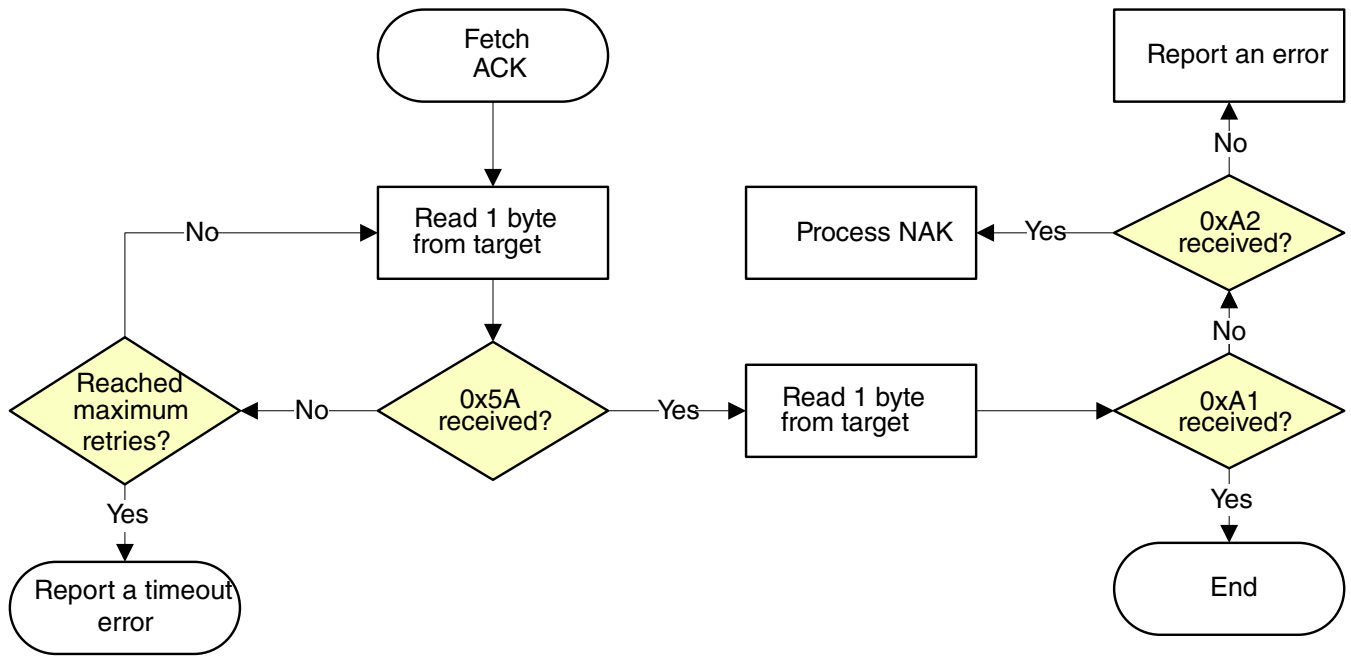 Fetch
ACK
Report an error
No
Read 1 byte
from target
No
Process NAK
Yes
0xA2
received?
No
Reached
maximum
retries?
No
0x5A
received?
Yes
Read 1 byte
from target
0xA1
received?
Yes
Yes
Report a timeout
error
End